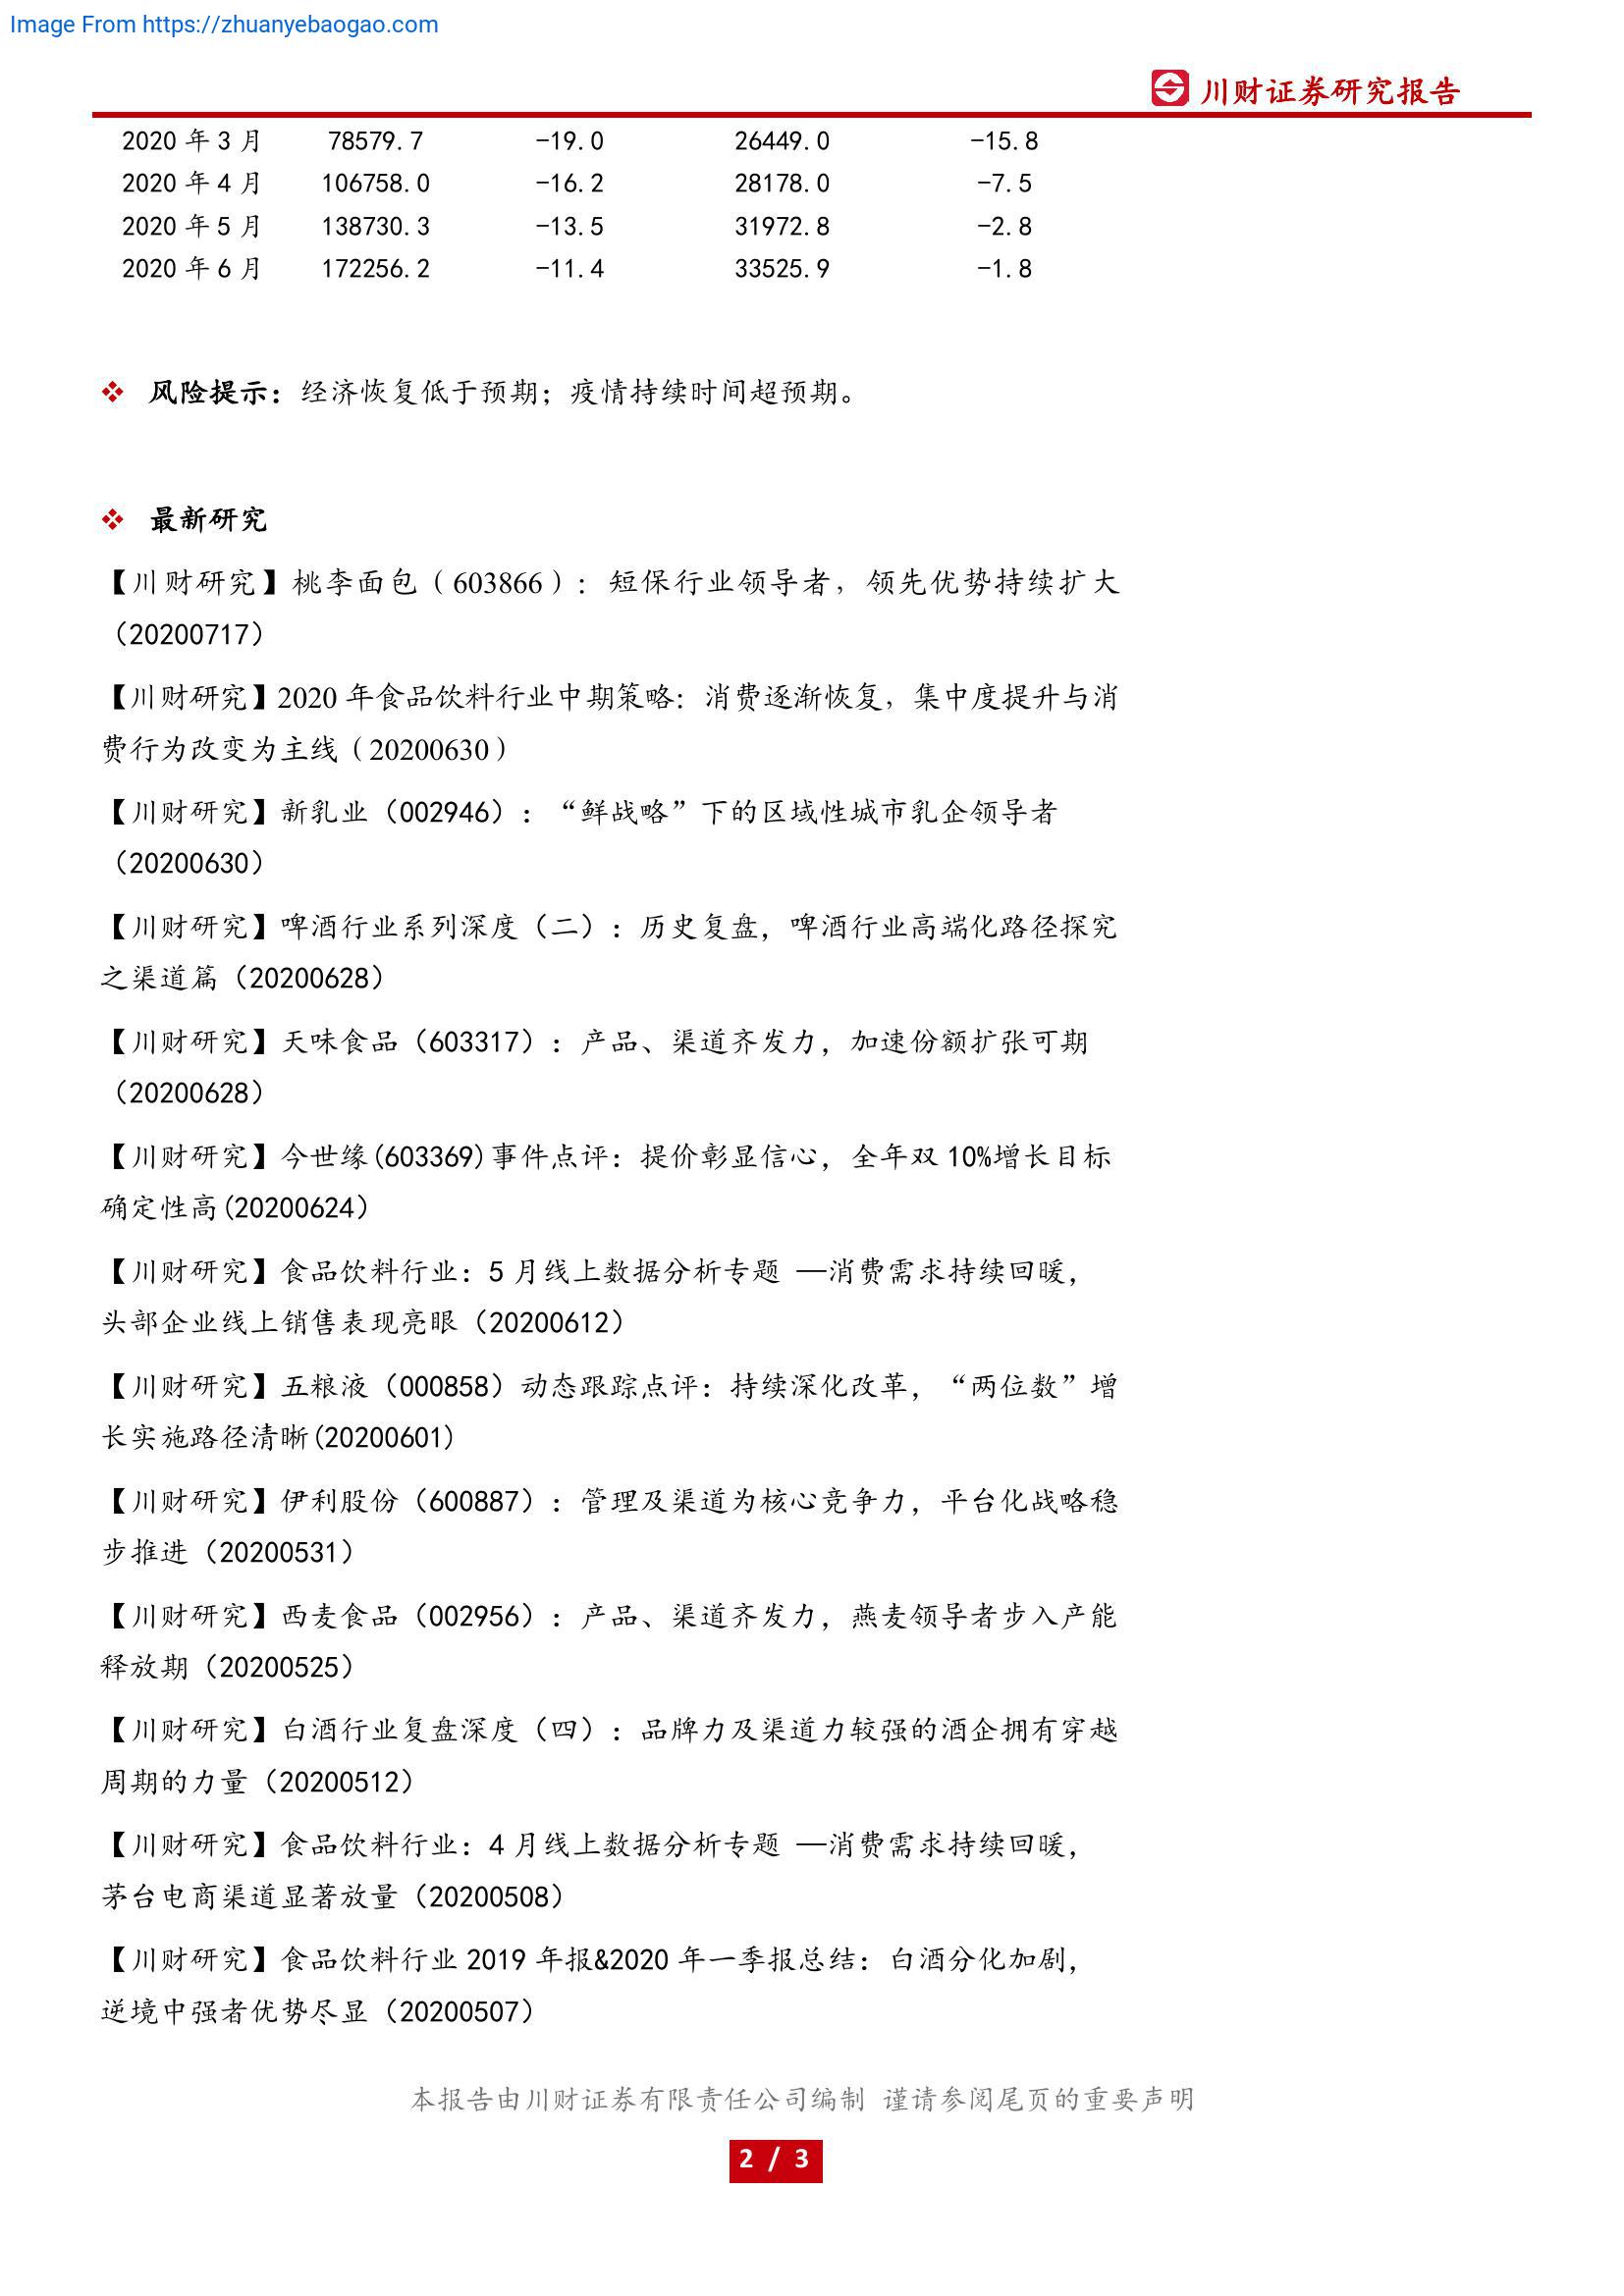 Image From https://zhuanyebaogao.com
川财证券研究报告
2020 年 3 月 78579.7 -19.0 26449.0 -15.8
2020 年 4 月 106758.0 -16.2 28178.0 -7.5
2020 年 5 月 138730.3 -13.5 31972.8 -2.8
2020 年 6 月 172256.2 -11.4 33525.9 -1.8
❖ 风险提示：经济恢复低于预期；疫情持续时间超预期。
❖ 最新研究
【川财研究】桃李面包（603866）：短保行业领导者，领先优势持续扩大
（20200717）
【川财研究】2020 年食品饮料行业中期策略：消费逐渐恢复，集中度提升与消
费行为改变为主线（20200630）
【川财研究】新乳业（002946）：“鲜战略”下的区域性城市乳企领导者
（20200630）
【川财研究】啤酒行业系列深度（二）：历史复盘，啤酒行业高端化路径探究
之渠道篇（20200628）
【川财研究】天味食品（603317）：产品、渠道齐发力，加速份额扩张可期
（20200628）
【川财研究】今世缘(603369)事件点评：提价彰显信心，全年双 10%增长目标
确定性高(20200624）
【川财研究】食品饮料行业：5 月线上数据分析专题 —消费需求持续回暖，
头部企业线上销售表现亮眼（20200612）
【川财研究】五粮液（000858）动态跟踪点评：持续深化改革，“两位数”增
长实施路径清晰(20200601)
【川财研究】伊利股份（600887）：管理及渠道为核心竞争力，平台化战略稳
步推进（20200531）
【川财研究】西麦食品（002956）：产品、渠道齐发力，燕麦领导者步入产能
释放期（20200525）
【川财研究】白酒行业复盘深度（四）：品牌力及渠道力较强的酒企拥有穿越
周期的力量（20200512）
【川财研究】食品饮料行业：4 月线上数据分析专题 —消费需求持续回暖，
茅台电商渠道显著放量（20200508）
【川财研究】食品饮料行业 2019 年报&2020 年一季报总结：白酒分化加剧，
逆境中强者优势尽显（20200507）
本报告由川财证券有限责任公司编制 谨请参阅尾页的重要声明
2 / 3